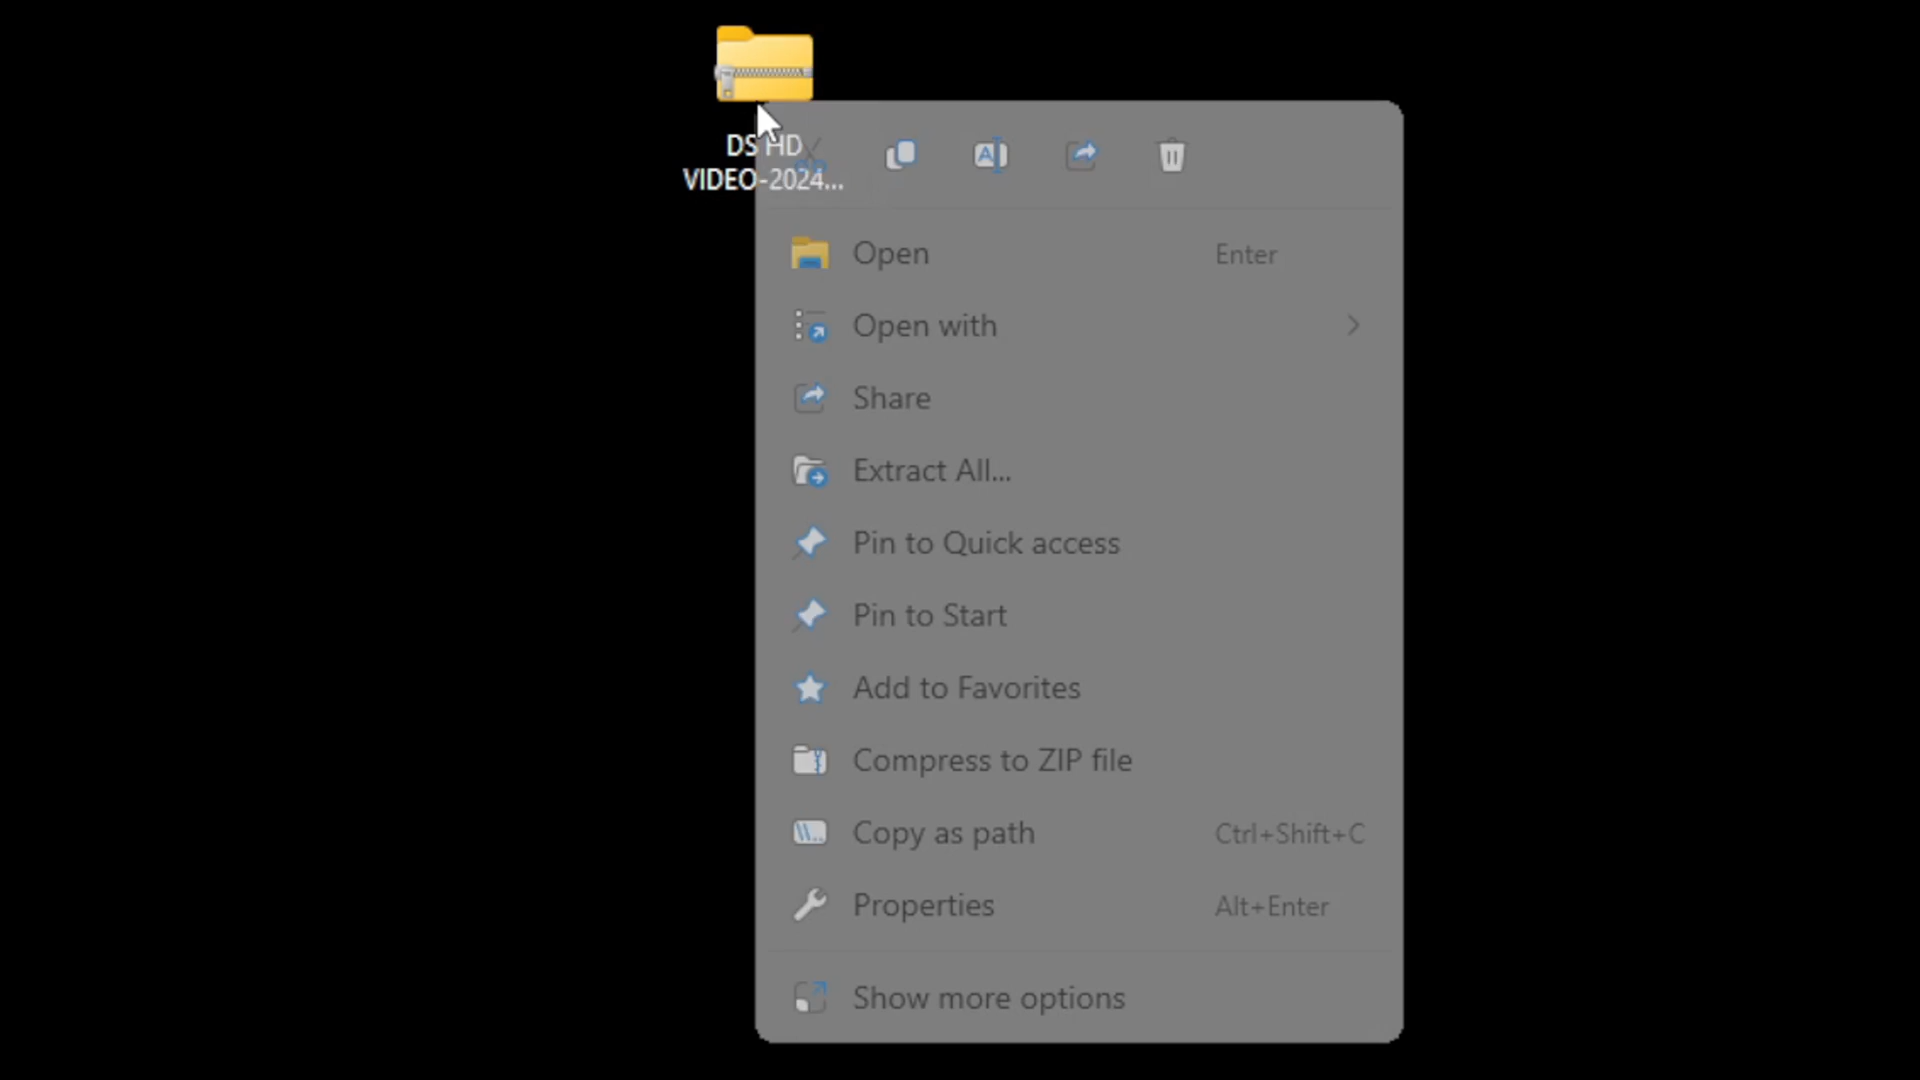 DS HD
VIDEO-2024...
Open Enter
Open with
Share
Extract All...
Pin to Quick access
Pin to Start
Add to Favorites
Compress to ZIP file
Copy as path Ctrl+Shift+C
Properties Alt+Enter
Show more options